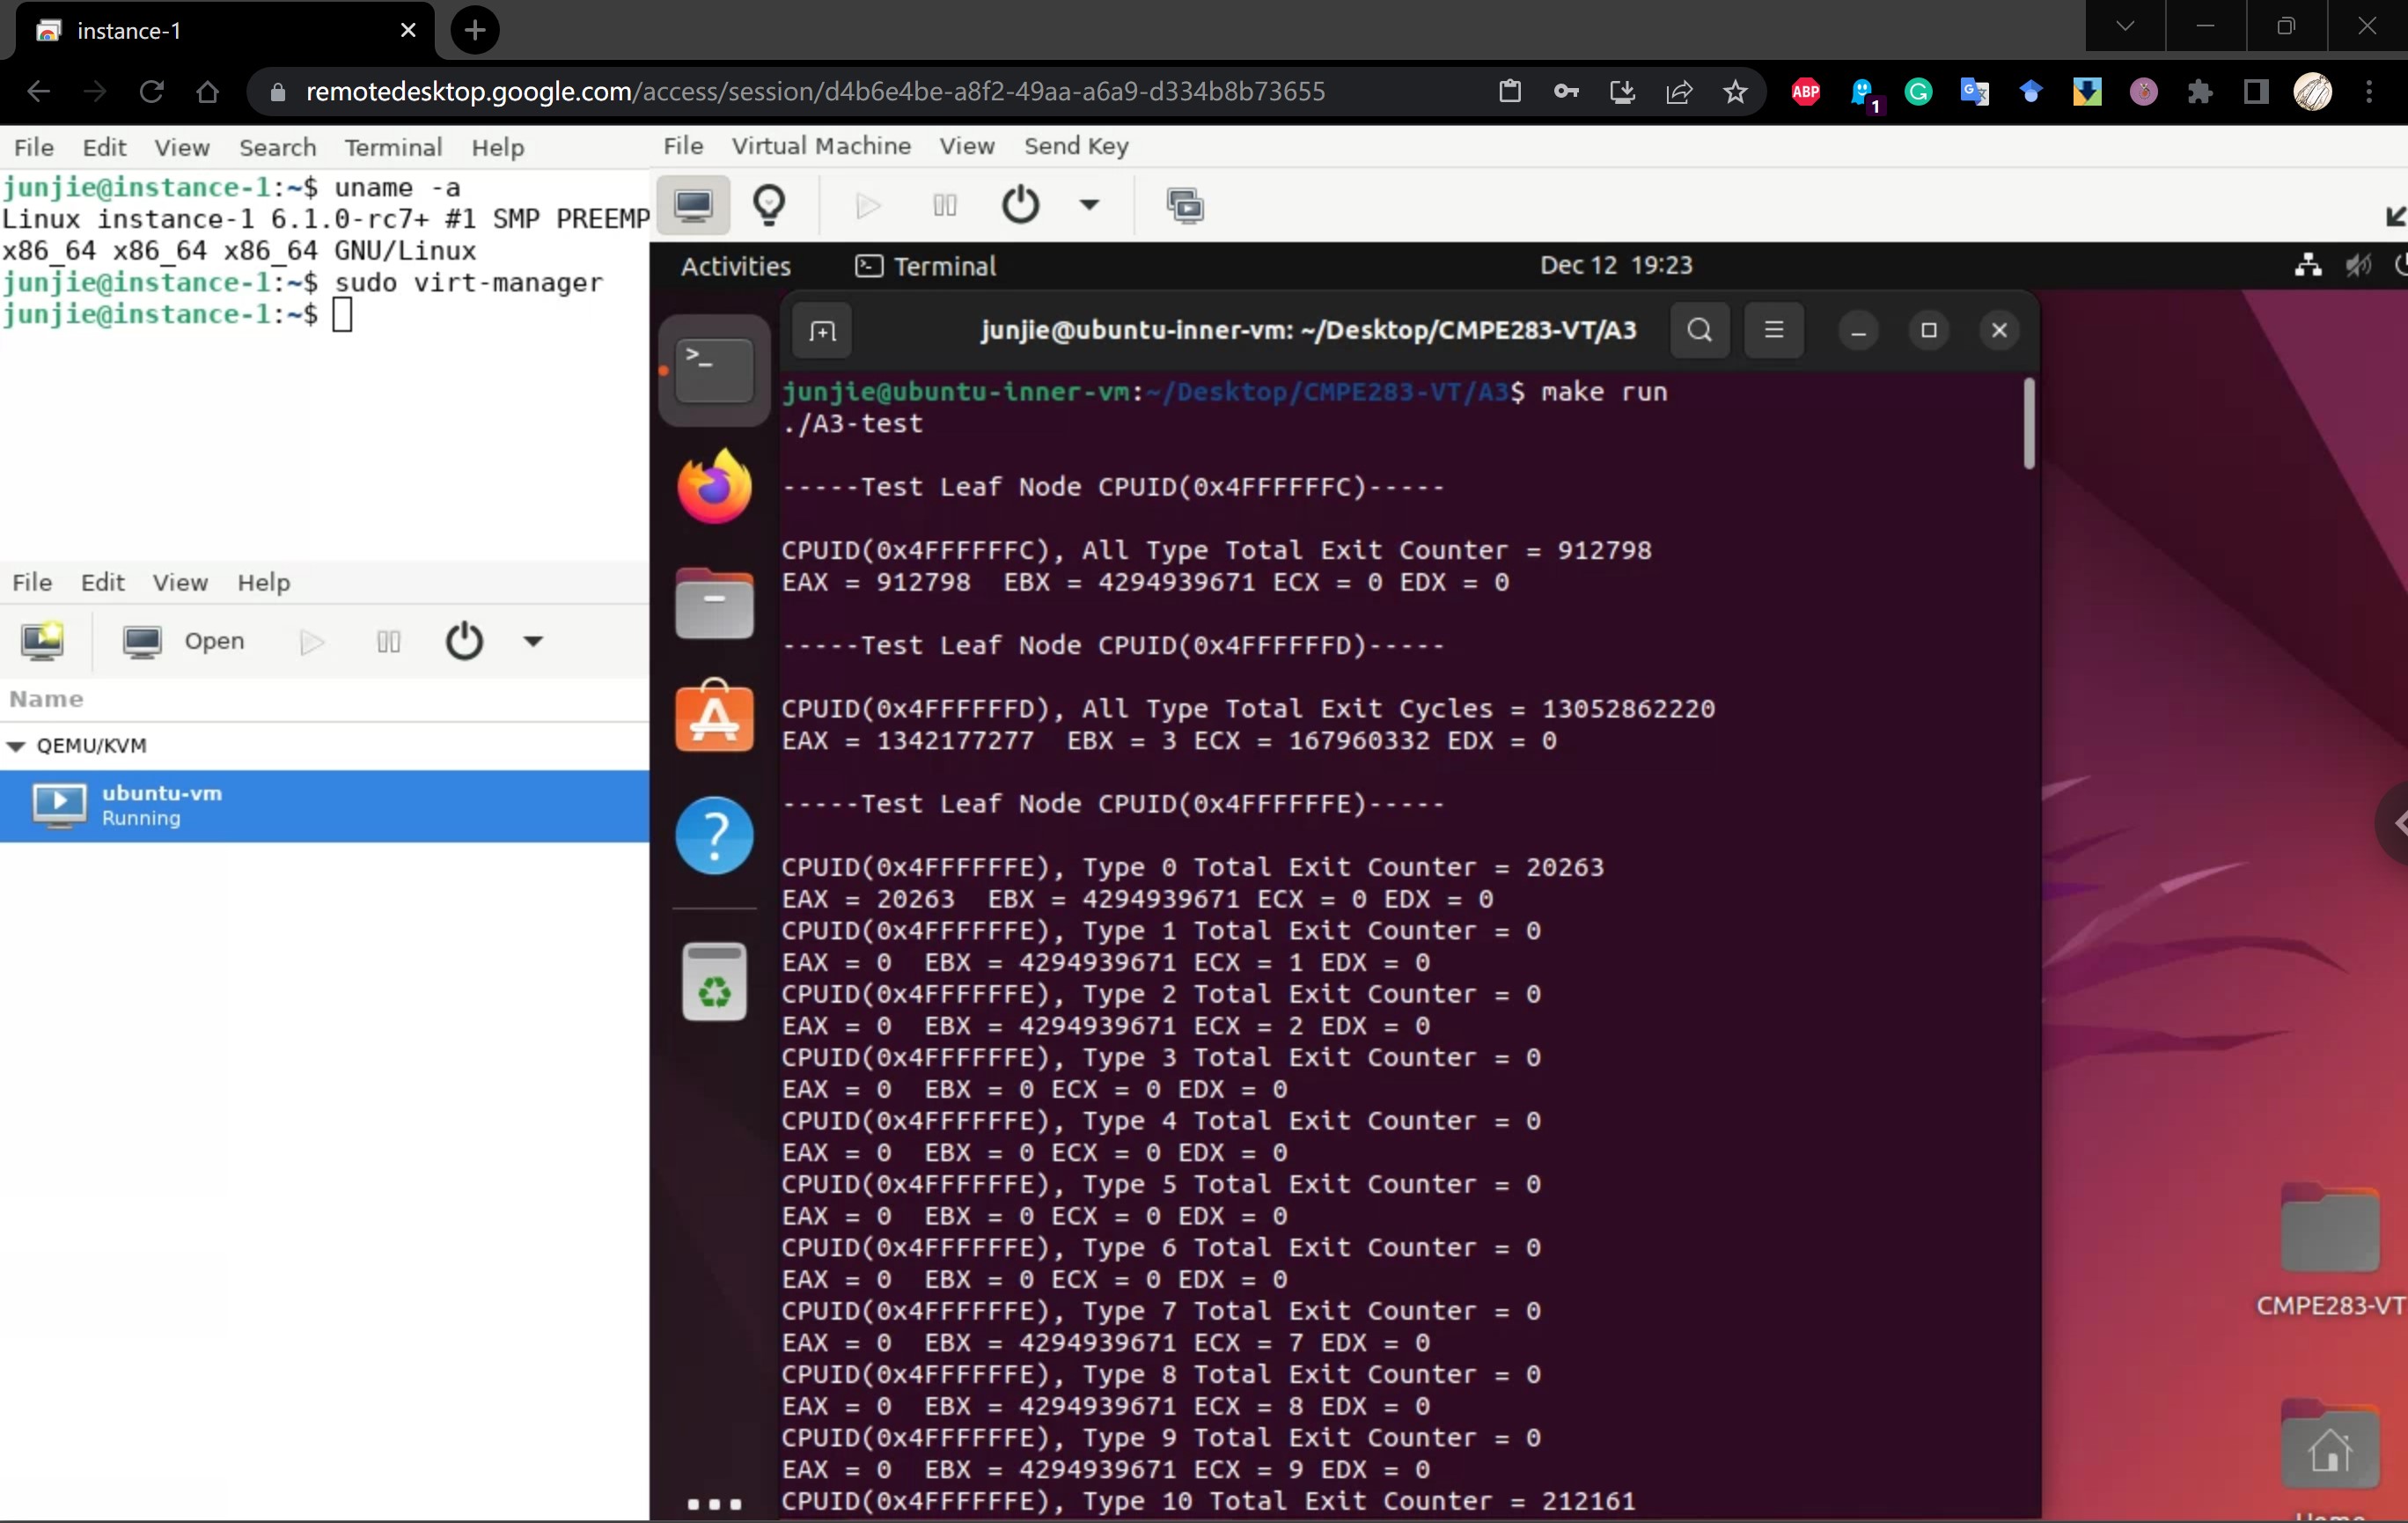 instance-1
remotedesktop.google.com/access/session/d4b6e4be-a8f2-49aa-a6a9-d334b8b73655
ABP
1
File Edit View Search Terminal Help
junjie@instance-1:~$ uname -a
Linux instance-1 6.1.0-rc7+ #1 SMP PREEMP
x86_64 x86_64 x86_64 GNU/Linux
junjie@instance-1:~$ sudo virt-manager
junjie@instance-1:~$
File Edit View Help
Open
Name
QEMU/KVM
ubuntu-vm
Running
File Virtual Machine View Send Key
Activities Terminal Dec 12 19:23
junjie@ubuntu-inner-vm: ~/Desktop/CMPE283-VT/A3
junjie@ubuntu-inner-vm:~/Desktop/CMPE283-VT/A3$ make run
./A3-test
-----Test Leaf Node CPUID(0x4FFFFFFC)-----
CPUID(0x4FFFFFFC), All Type Total Exit Counter = 912798
EAX = 912798 EBX = 4294939671 ECX = 0 EDX = 0
-----Test Leaf Node CPUID(0x4FFFFFFD)-----
CPUID(0x4FFFFFFD), All Type Total Exit Cycles = 13052862220
EAX = 1342177277 EBX = 3 ECX = 167960332 EDX = 0
-----Test Leaf Node CPUID(0x4FFFFFFE)-----
CPUID(0x4FFFFFFE), Type 0 Total Exit Counter = 20263
EAX = 20263 EBX = 4294939671 ECX = 0 EDX = 0
CPUID(0x4FFFFFFE), Type 1 Total Exit Counter = 0
EAX = 0 EBX = 4294939671 ECX = 1 EDX = 0
CPUID(0x4FFFFFFE), Type 2 Total Exit Counter = 0
EAX = 0 EBX = 4294939671 ECX = 2 EDX = 0
CPUID(0x4FFFFFFE), Type 3 Total Exit Counter = 0
EAX = 0 EBX = 0 ECX = 0 EDX = 0
CPUID(0x4FFFFFFE), Type 4 Total Exit Counter = 0
EAX = 0 EBX = 0 ECX = 0 EDX = 0
CPUID(0x4FFFFFFE), Type 5 Total Exit Counter = 0
EAX = 0 EBX = 0 ECX = 0 EDX = 0
CPUID(0x4FFFFFFE), Type 6 Total Exit Counter = 0
EAX = 0 EBX = 0 ECX = 0 EDX = 0
CPUID(0x4FFFFFFE), Type 7 Total Exit Counter = 0
EAX = 0 EBX = 4294939671 ECX = 7 EDX = 0
CPUID(0x4FFFFFFE), Type 8 Total Exit Counter = 0
EAX = 0 EBX = 4294939671 ECX = 8 EDX = 0
CPUID(0x4FFFFFFE), Type 9 Total Exit Counter = 0
EAX = 0 EBX = 4294939671 ECX = 9 EDX = 0
CPUID(0x4FFFFFFE), Type 10 Total Exit Counter = 212161
CMPE283-VT